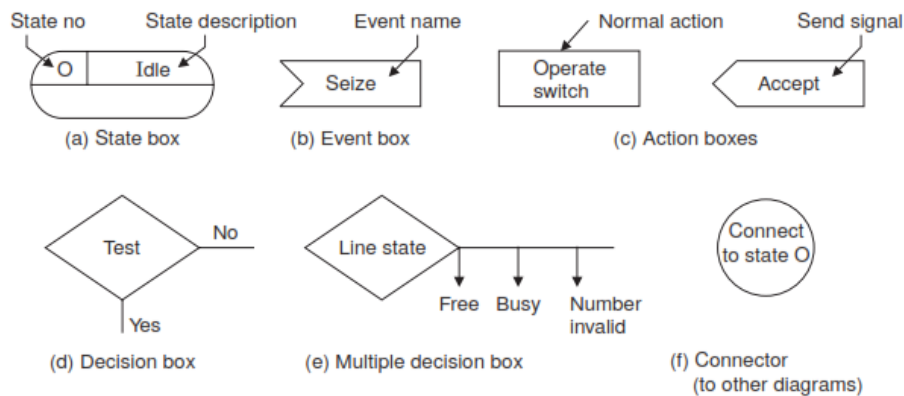 State no
State description
Event name
Normal action
Send signal
O
Idle
Seize
Operate
switch
Accept
(a) State box
(b) Event box
(c) Action boxes
Test
No
Yes
Line state
Free
Busy
Number
invalid
Connect
to state O
(d) Decision box
(e) Multiple decision box
(f) Connector
(to other diagrams)